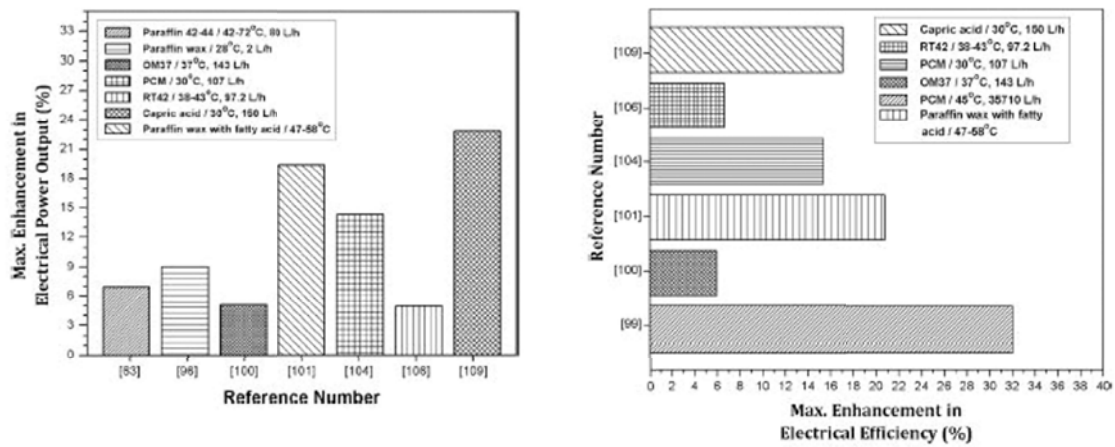 33
30
27
24
21
18
15
12
9
6
3
0
Max. Enhancement in
Electrical Power Output (%)
Paraffin 42-44 / 42-72°C, 80 L/h
Paraffin wax / 28°C, 2 L/h
OM37 / 37°C, 143 L/h
PCM / 30°C, 107 L/h
RT42 / 38-43°C, 97.2 L/h
Capric acid / 30°C, 150 L/h
Paraffin wax with fatty acid / 47-58°C
[63] [96] [100] [101] [104] [106] [109]
Reference Number
Capric acid / 30°C, 150 L/h
RT42 / 38-43°C, 97.2 L/h
PCM / 30°C, 107 L/h
OM37 / 37°C, 143 L/h
PCM / 45°C, 35710 L/h
Paraffin wax with fatty
acid / 47-58°C
Reference Number
[109]
[106]
[104]
[101]
[100]
[99]
0 2 4 6 8 10 12 14 16 18 20 22 24 26 28 30 32 34 36 38 40
Max. Enhancement in
Electrical Efficiency (%)